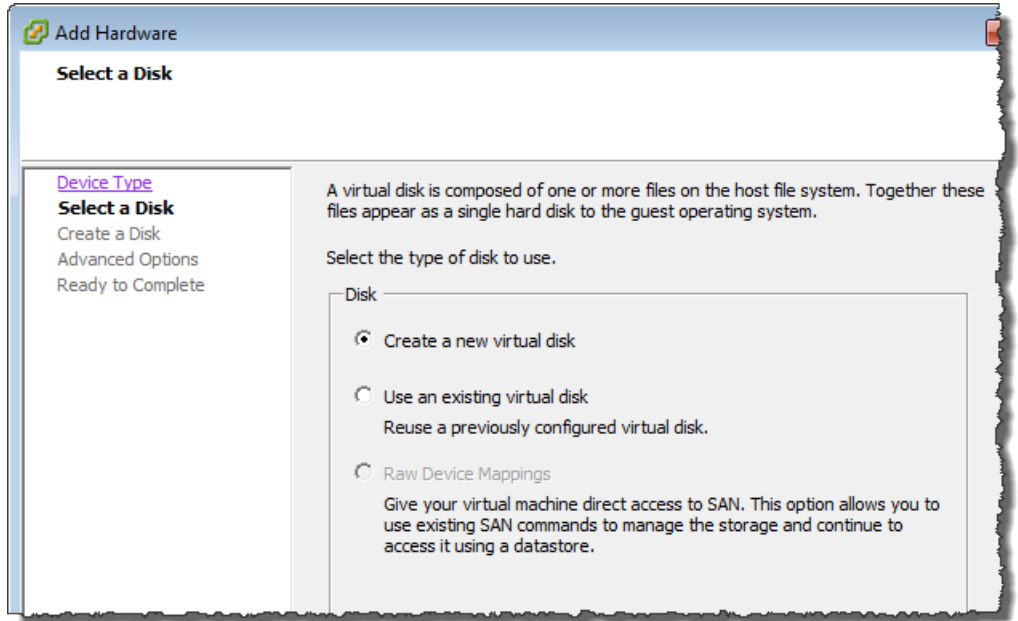 Add Hardware
Select a Disk
Device Type
Select a Disk
Create a Disk
Advanced Options
Ready to Complete
A virtual disk is composed of one or more files on the host file system. Together these
files appear as a single hard disk to the guest operating system.
Select the type of disk to use.
Disk
Create a new virtual disk
Use an existing virtual disk
Reuse a previously configured virtual disk.
Raw Device Mappings
Give your virtual machine direct access to SAN. This option allows you to
use existing SAN commands to manage the storage and continue to
access it using a datastore.